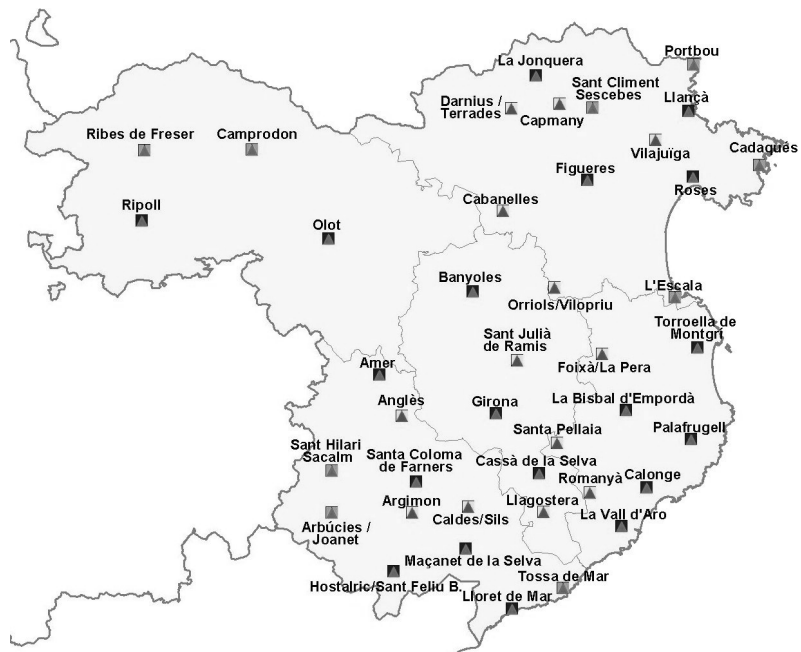 Portbou
La Jonquera
Sant Climent
Sescebes
Darnius /
Terrades
Llançà
Capmany
Ribes de Freser
Camprodon
Vilajuïga
Cadaqués
Figueres
Roses
Cabanelles
Ripoll
Olot
Banyoles
L'Escala
Orriols/Vilopriu
Torroella de
Montgrí
Sant Julià
de Ramis
Foixà/La Pera
Amer
Anglès
Girona
La Bisbal d'Empordà
Santa Pellaia
Palafrugell
Sant Hilari
Sacalm
Santa Coloma
de Farners
Cassà de la Selva
Romanyà
Calonge
Argimon
Llagostera
Caldes/Sils
La Vall d'Aro
Arbúcies /
Joanet
Maçanet de la Selva
Hostalric/Sant Feliu B.
Tossa de Mar
Lloret de Mar